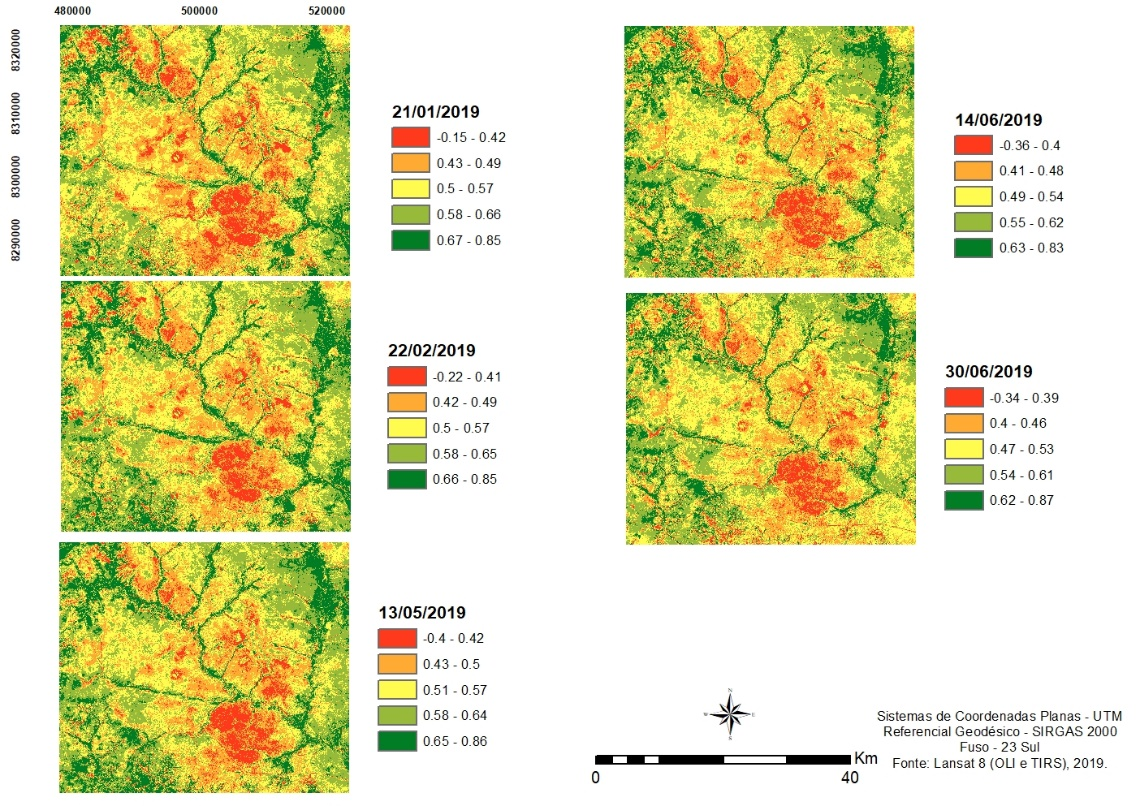 480000 500000 520000
8320000
8310000
8300000
8290000
21/01/2019
-0.15 - 0.42
0.43 - 0.49
0.5 - 0.57
0.58 - 0.66
0.67 - 0.85
22/02/2019
-0.22 - 0.41
0.42 - 0.49
0.5 - 0.57
0.58 - 0.65
0.66 - 0.85
13/05/2019
-0.4 - 0.42
0.43 - 0.5
0.51 - 0.57
0.58 - 0.64
0.65 - 0.86
14/06/2019
-0.36 - 0.4
0.41 - 0.48
0.49 - 0.54
0.55 - 0.62
0.63 - 0.83
30/06/2019
-0.34 - 0.39
0.4 - 0.46
0.47 - 0.53
0.54 - 0.61
0.62 - 0.87
N
W E
S
Km
0 40
Sistemas de Coordenadas Planas - UTM
Referencial Geodésico - SIRGAS 2000
Fuso - 23 Sul
Fonte: Lansat 8 (OLI e TIRS), 2019.